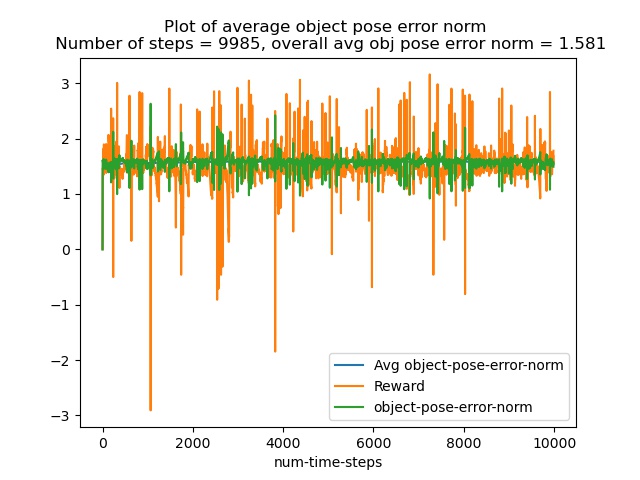 Plot of average object pose error norm
Number of steps = 9985, overall avg obj pose error norm = 1.581
3
2
1
0
−1
−2
−3
Avg object-pose-error-norm
Reward
object-pose-error-norm
0 2000 4000 6000 8000 10000
num-time-steps